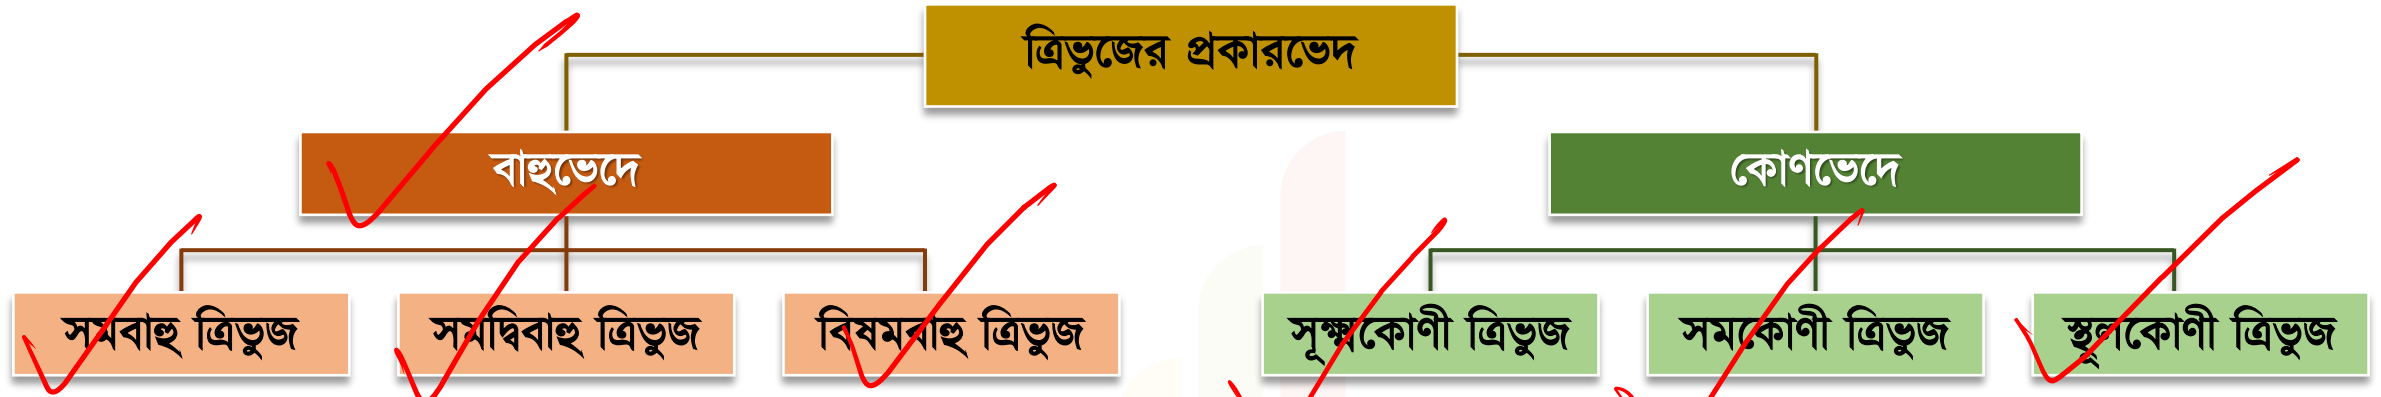 ত্রিভুজের প্রকারভেদ
বাহুভেদে
কোণভেদে
সমবাহু ত্রিভুজ
সমদ্বিবাহু ত্রিভুজ
বিষমবাহু ত্রিভুজ
সূক্ষ্মকোণী ত্রিভুজ
সমকোণী ত্রিভুজ
স্থূলকোণী ত্রিভুজ